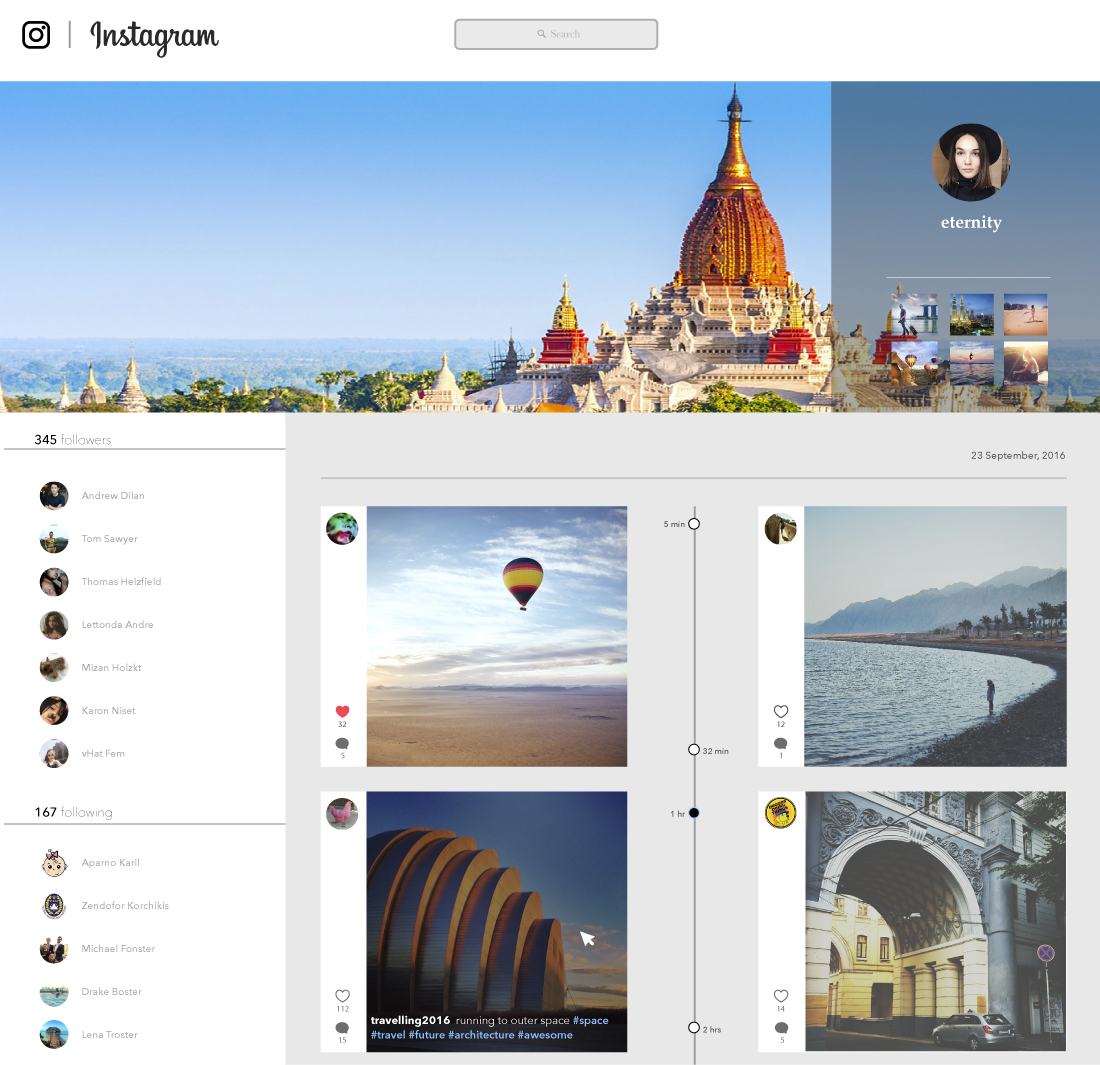 Instagram
Search
eternity
345 followers
Andrew Dilan
Tom Sawyer
Thomas Helzfield
Lettonda Andre
Mizan Holzkt
Karon Niset
vHat Fem
167 following
Aparno Karil
Zendofor Korchikis
Michael Fonster
Drake Boster
Lena Troster
23 September, 2016
5 min
32
5
12
1
32 min
1 hr
112
15
travelling2016 running to outer space #space
#travel #future #architecture #awesome
14
5
2 hrs